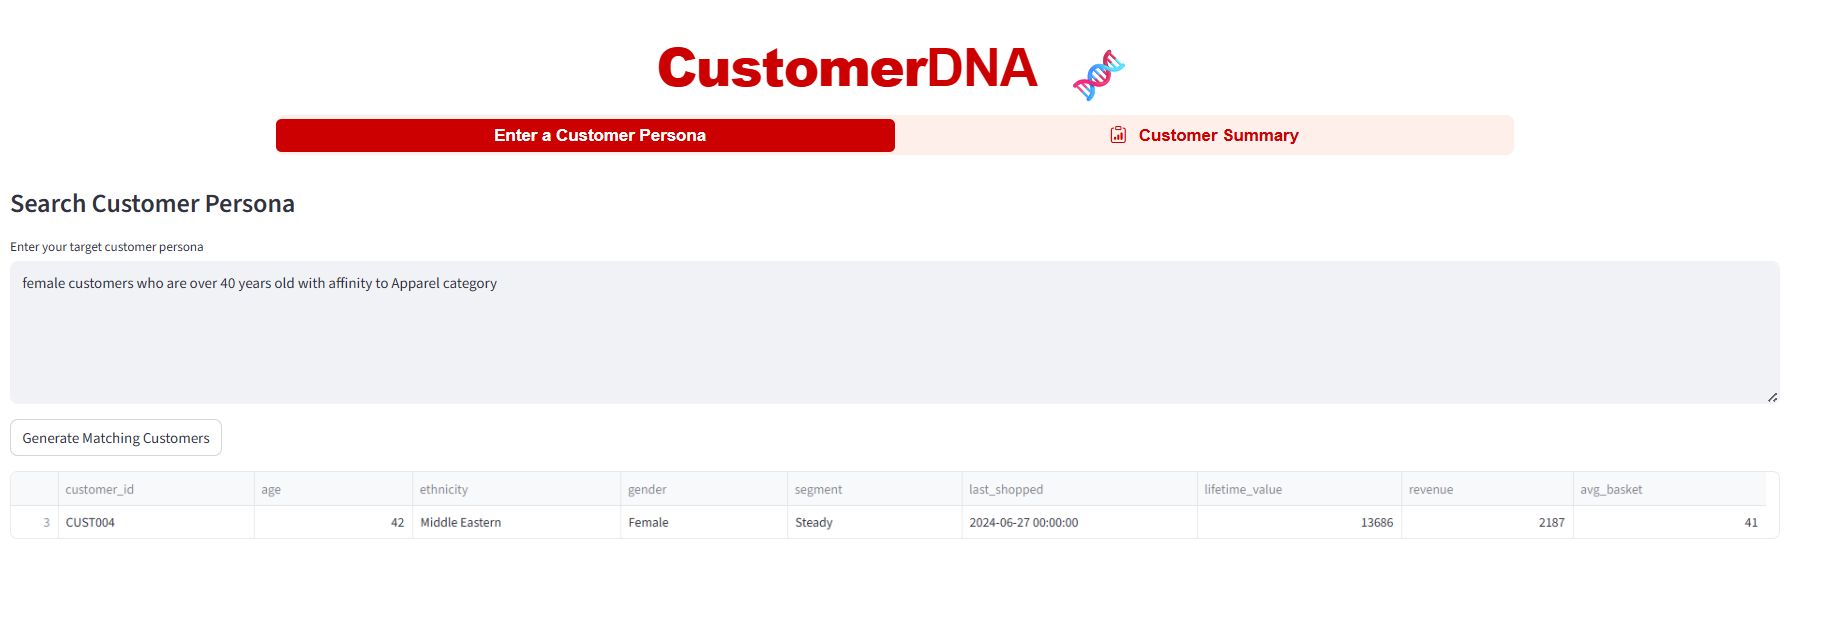 CustomerDNA
Enter a Customer Persona
Customer Summary
Search Customer Persona
Enter your target customer persona
female customers who are over 40 years old with affinity to Apparel category
Generate Matching Customers
customer_id age ethnicity gender segment last_shopped lifetime_value revenue avg_basket
3 CUST004 42 Middle Eastern Female Steady 2024-06-27 00:00:00 13686 2187 41